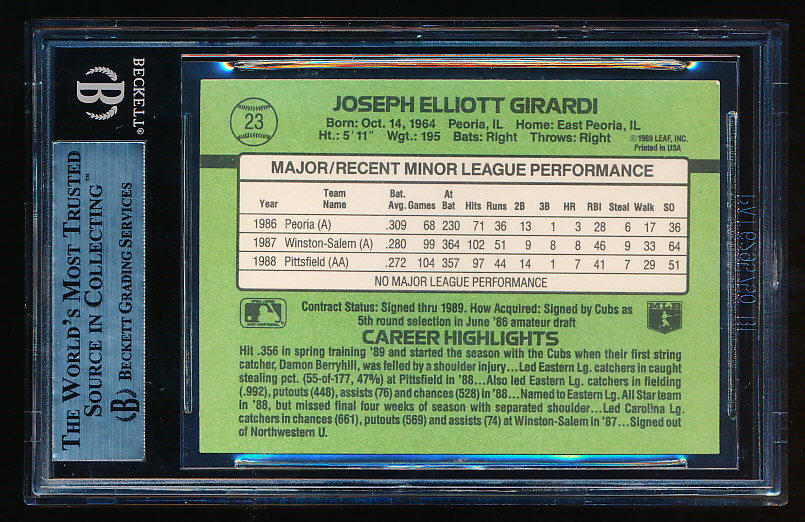 BECKETT®
B
THE WORLD'S MOST TRUSTED
SOURCE IN COLLECTING™
B BECKETT GRADING SERVICES
23
JOSEPH ELLIOTT GIRARDI
Born: Oct. 14, 1964 Peoria, IL Home: East Peoria, IL
Ht.: 5'11" Wgt.: 195 Bats: Right Throws: Right
©1989 LEAF, INC.
Printed in USA
MAJOR/RECENT MINOR LEAGUE PERFORMANCE
Year Team Name Bat. Avg. Games At Bat Hits Runs 2B 3B HR RBI Steal Walk SO
1986 Peoria (A) .309 68 230 71 36 13 1 3 28 6 17 36
1987 Winston-Salem (A) .280 99 364 102 51 9 8 8 46 9 33 64
1988 Pittsfield (AA) .272 104 357 97 44 14 1 7 41 7 29 51
NO MAJOR LEAGUE PERFORMANCE
Contract Status: Signed thru 1989. How Acquired: Signed by Cubs as
5th round selection in June '86 amateur draft
MLB
CAREER HIGHLIGHTS
Hit .356 in spring training '89 and started the season with the Cubs when their first string
catcher, Damon Berryhill, was felled by a shoulder injury...Led Eastern Lg. catchers in caught
stealing pct. (55-of-177, 47%) at Pittsfield in '88...Also led Eastern Lg. catchers in fielding
(.992), putouts (448), assists (76) and chances (528) in '88...Named to Eastern Lg. All Star team
in '88, but missed final four weeks of season with separated shoulder...Led Carolina Lg.
catchers in chances (661), putouts (569) and assists (74) at Winston-Salem in '87...Signed out
of Northwestern U.